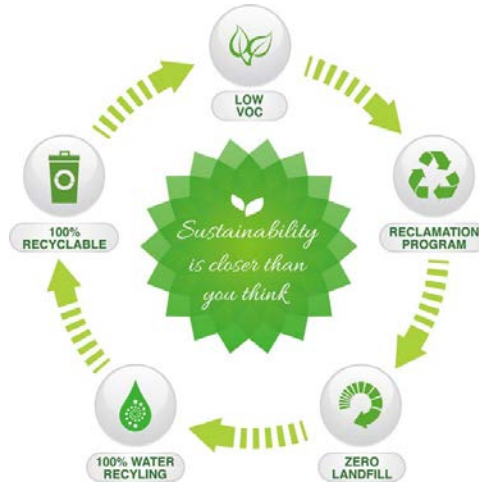 LOW
VOC
RECLAMATION
PROGRAM
ZERO
LANDFILL
100% WATER
RECYLING
100%
RECYCLABLE
Sustainability
is closer than
you think